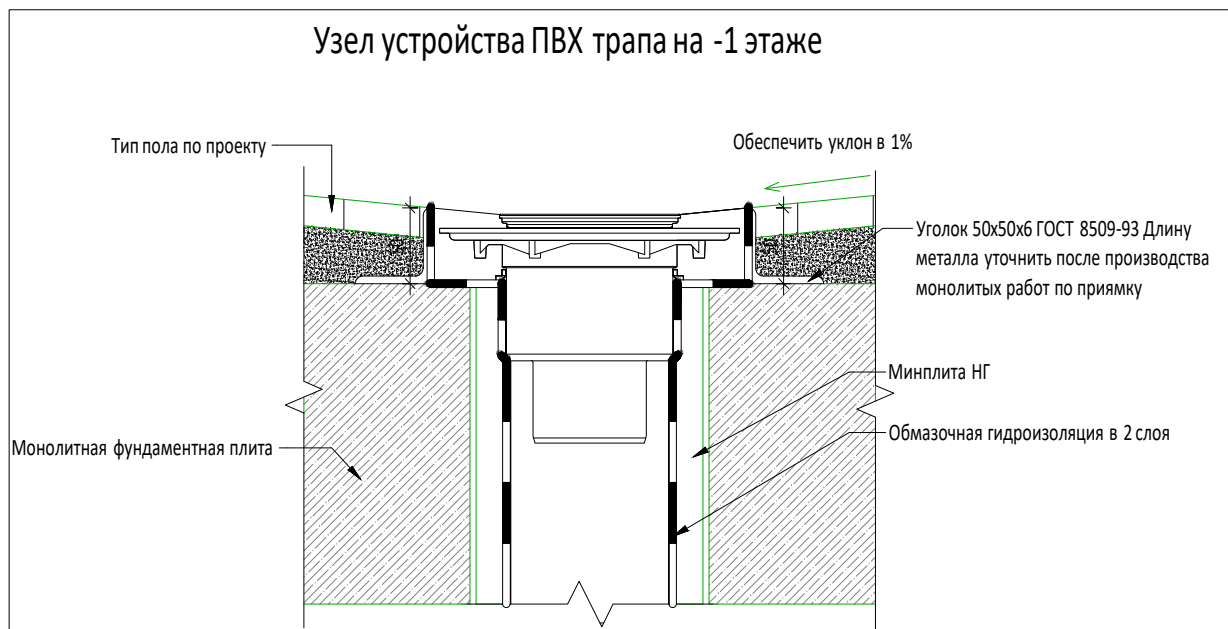 Узел устройства ПВХ трапа на -1 этаже
Тип пола по проекту
Обеспечить уклон в 1%
Уголок 50х50х6 ГОСТ 8509-93 Длину
металла уточнить после производства
монолитых работ по приямку
Минплита НГ
Монолитная фундаментная плита
Обмазочная гидроизоляция в 2 слоя